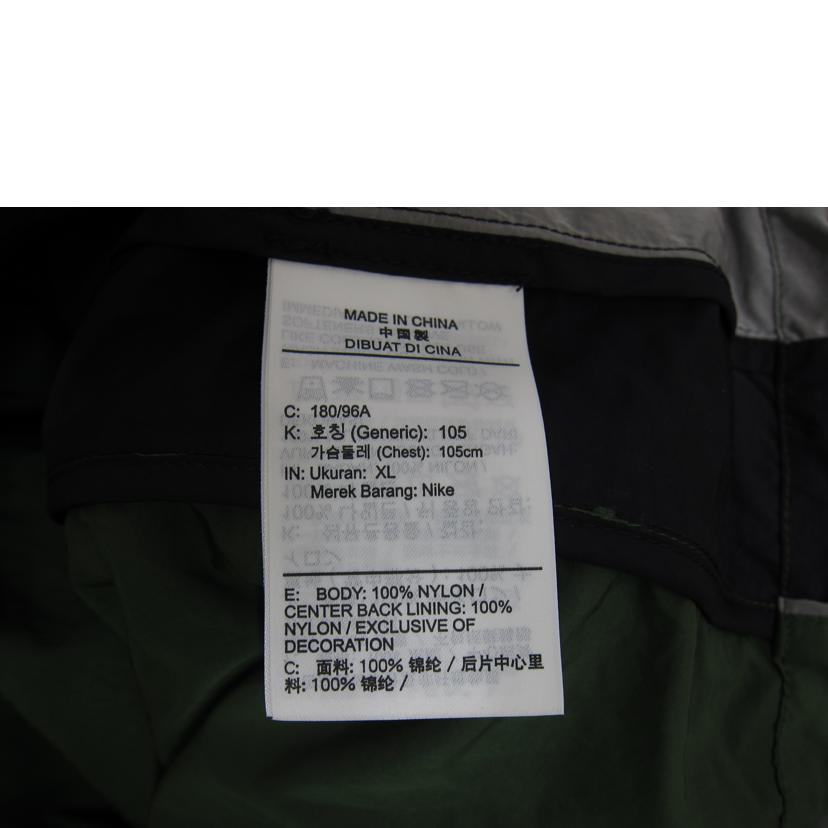 MADE IN CHINA
中国製
DIBUAT DI CINA
C: 180/96A
K: 호칭 (Generic): 105
가슴둘레 (Chest): 105cm
IN: Ukuran: XL
Merek Barang: Nike
E: BODY: 100% NYLON /
CENTER BACK LINING: 100%
NYLON / EXCLUSIVE OF
DECORATION
C: 面料: 100% 锦纶 / 后片中心里
料: 100% 锦纶 /